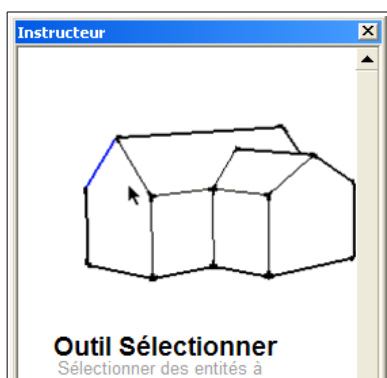 Instructeur
Outil Sélectionner
Sélectionner des entités à